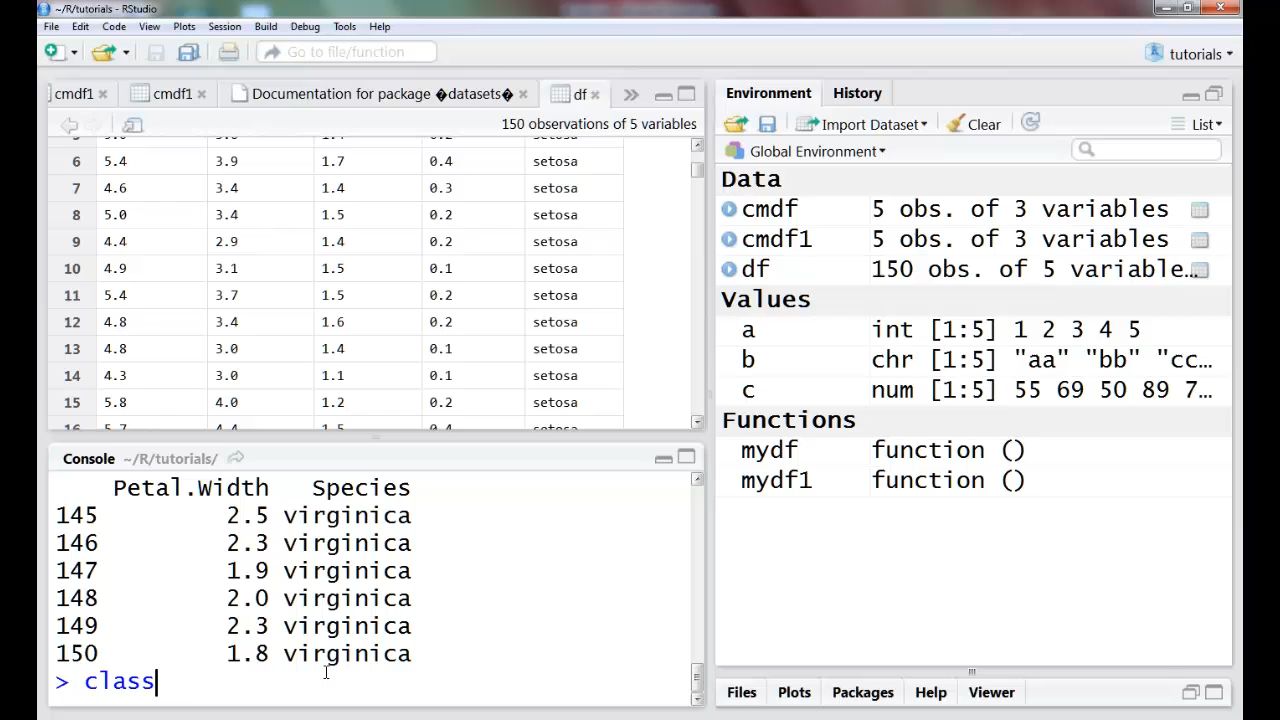 ~/R/tutorials - RStudio
File Edit Code View Plots Session Build Debug Tools Help
Go to file/function
tutorials
cmdf1 cmdf1 Documentation for package �datasets� df
150 observations of 5 variables
6 5.4 3.9 1.7 0.4 setosa
7 4.6 3.4 1.4 0.3 setosa
8 5.0 3.4 1.5 0.2 setosa
9 4.4 2.9 1.4 0.2 setosa
10 4.9 3.1 1.5 0.1 setosa
11 5.4 3.7 1.5 0.2 setosa
12 4.8 3.4 1.6 0.2 setosa
13 4.8 3.0 1.4 0.1 setosa
14 4.3 3.0 1.1 0.1 setosa
15 5.8 4.0 1.2 0.2 setosa
Console ~/R/tutorials/
Petal.Width Species
145 2.5 virginica
146 2.3 virginica
147 1.9 virginica
148 2.0 virginica
149 2.3 virginica
150 1.8 virginica
> class
Environment History
Import Dataset Clear List
Global Environment
Data
cmdf 5 obs. of 3 variables
cmdf1 5 obs. of 3 variables
df 150 obs. of 5 variable…
Values
a int [1:5] 1 2 3 4 5
b chr [1:5] "aa" "bb" "cc…
c num [1:5] 55 69 50 89 7…
Functions
mydf function ()
mydf1 function ()
Files Plots Packages Help Viewer